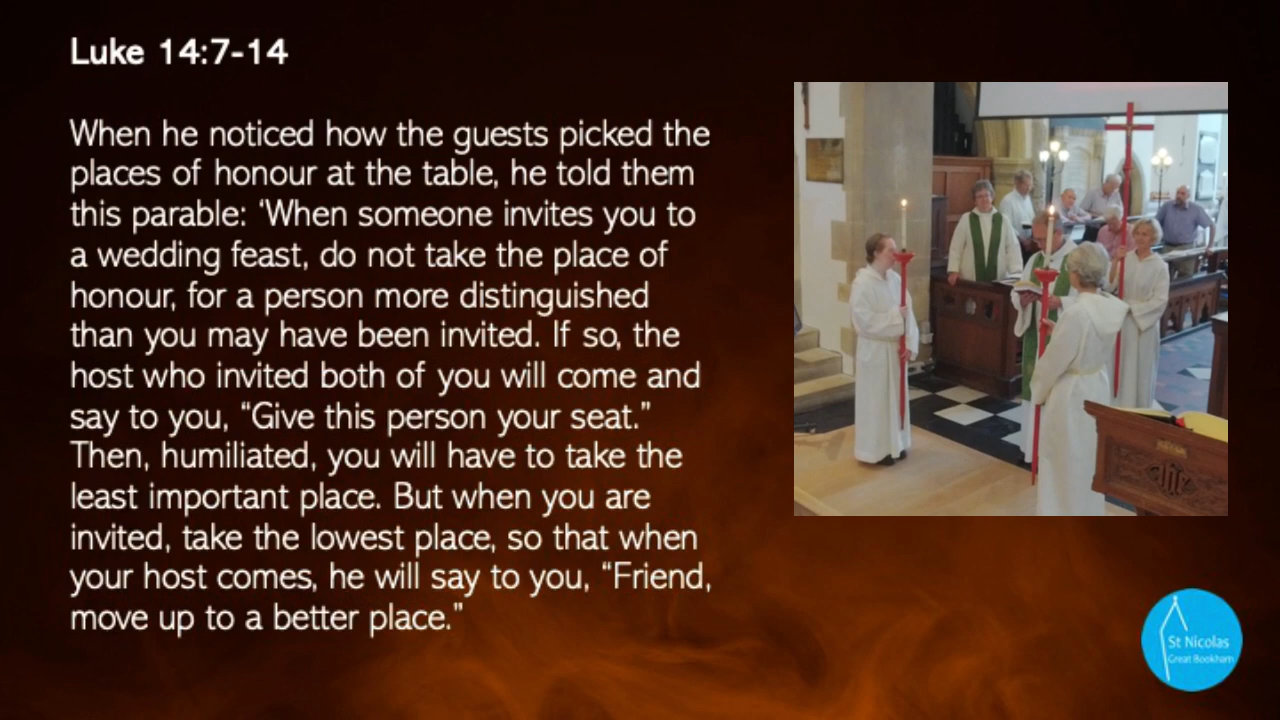 Luke 14:7-14
When he noticed how the guests picked the
places of honour at the table, he told them
this parable: ‘When someone invites you to
a wedding feast, do not take the place of
honour, for a person more distinguished
than you may have been invited. If so, the
host who invited both of you will come and
say to you, “Give this person your seat.”
Then, humiliated, you will have to take the
least important place. But when you are
invited, take the lowest place, so that when
your host comes, he will say to you, “Friend,
move up to a better place.”
St Nicolas
Great Bookham